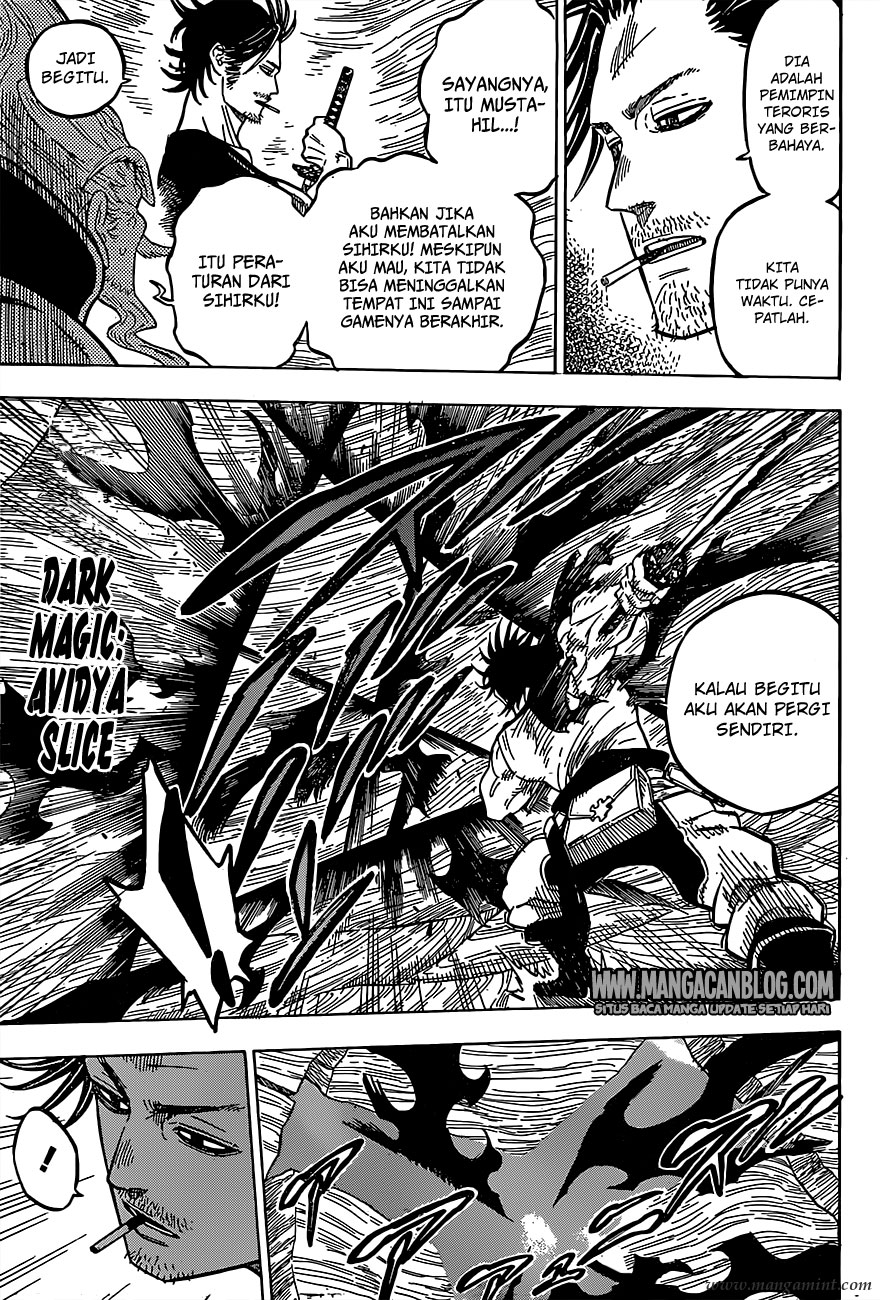 DIA
ADALAH
PEMIMPIN
TERORIS
YANG BER-
BAHAYA.
KITA
TIDAK PUNYA
WAKTU. CE-
PATLAH.
SAYANGNYA,
ITU MUSTA-
HIL...!
BAHKAN JIKA
AKU MEMBATALKAN
SIHIRKU! MESKIPUN
AKU MAU, KITA TIDAK
BISA MENINGGALKAN
TEMPAT INI SAMPAI
GAMENYA BERAKHIR.
ITU PERA-
TURAN DARI
SIHIRKU!
JADI
BEGITU.
KALAU BEGITU
AKU AKAN PERGI
SENDIRI.
DARK
MAGIC:
AVIDYA
SLICE
WWW.MANGACANBLOG.COM
SITUS BACA MANGA UPDATE SETIAP HARI
!
www.mangamint.com